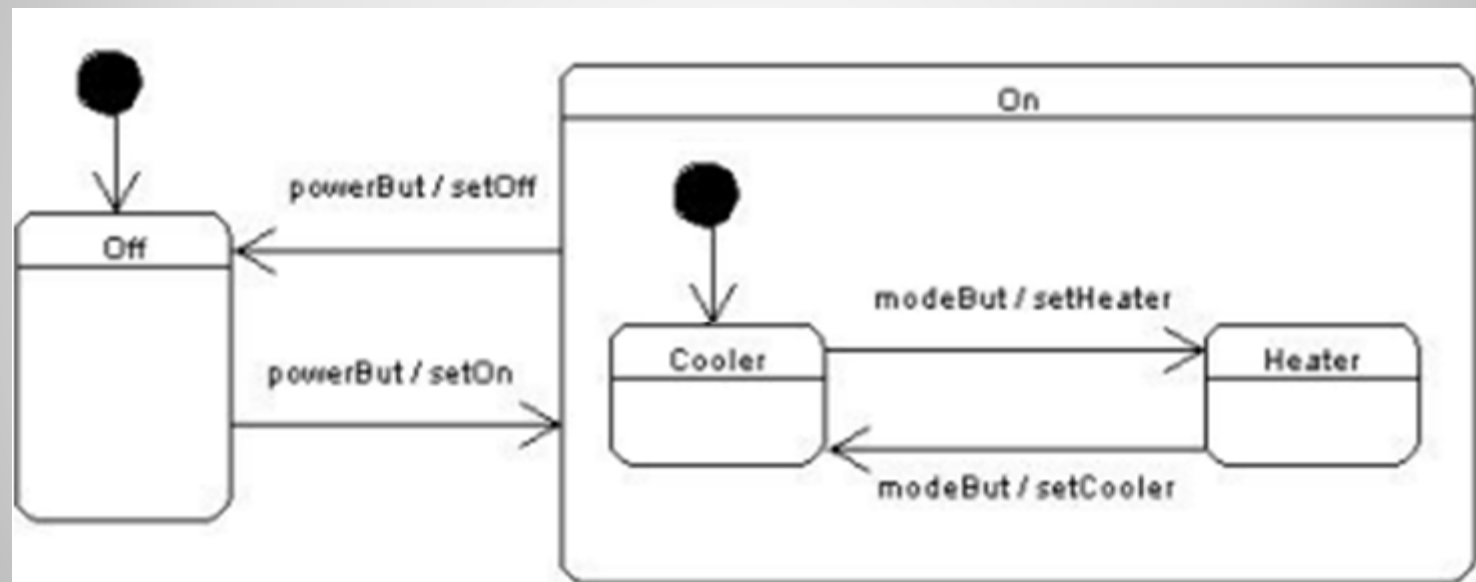 On
powerBut / setOff
Off
modeBut / setHeater
Cooler
Heater
powerBut / setOn
modeBut / setCooler